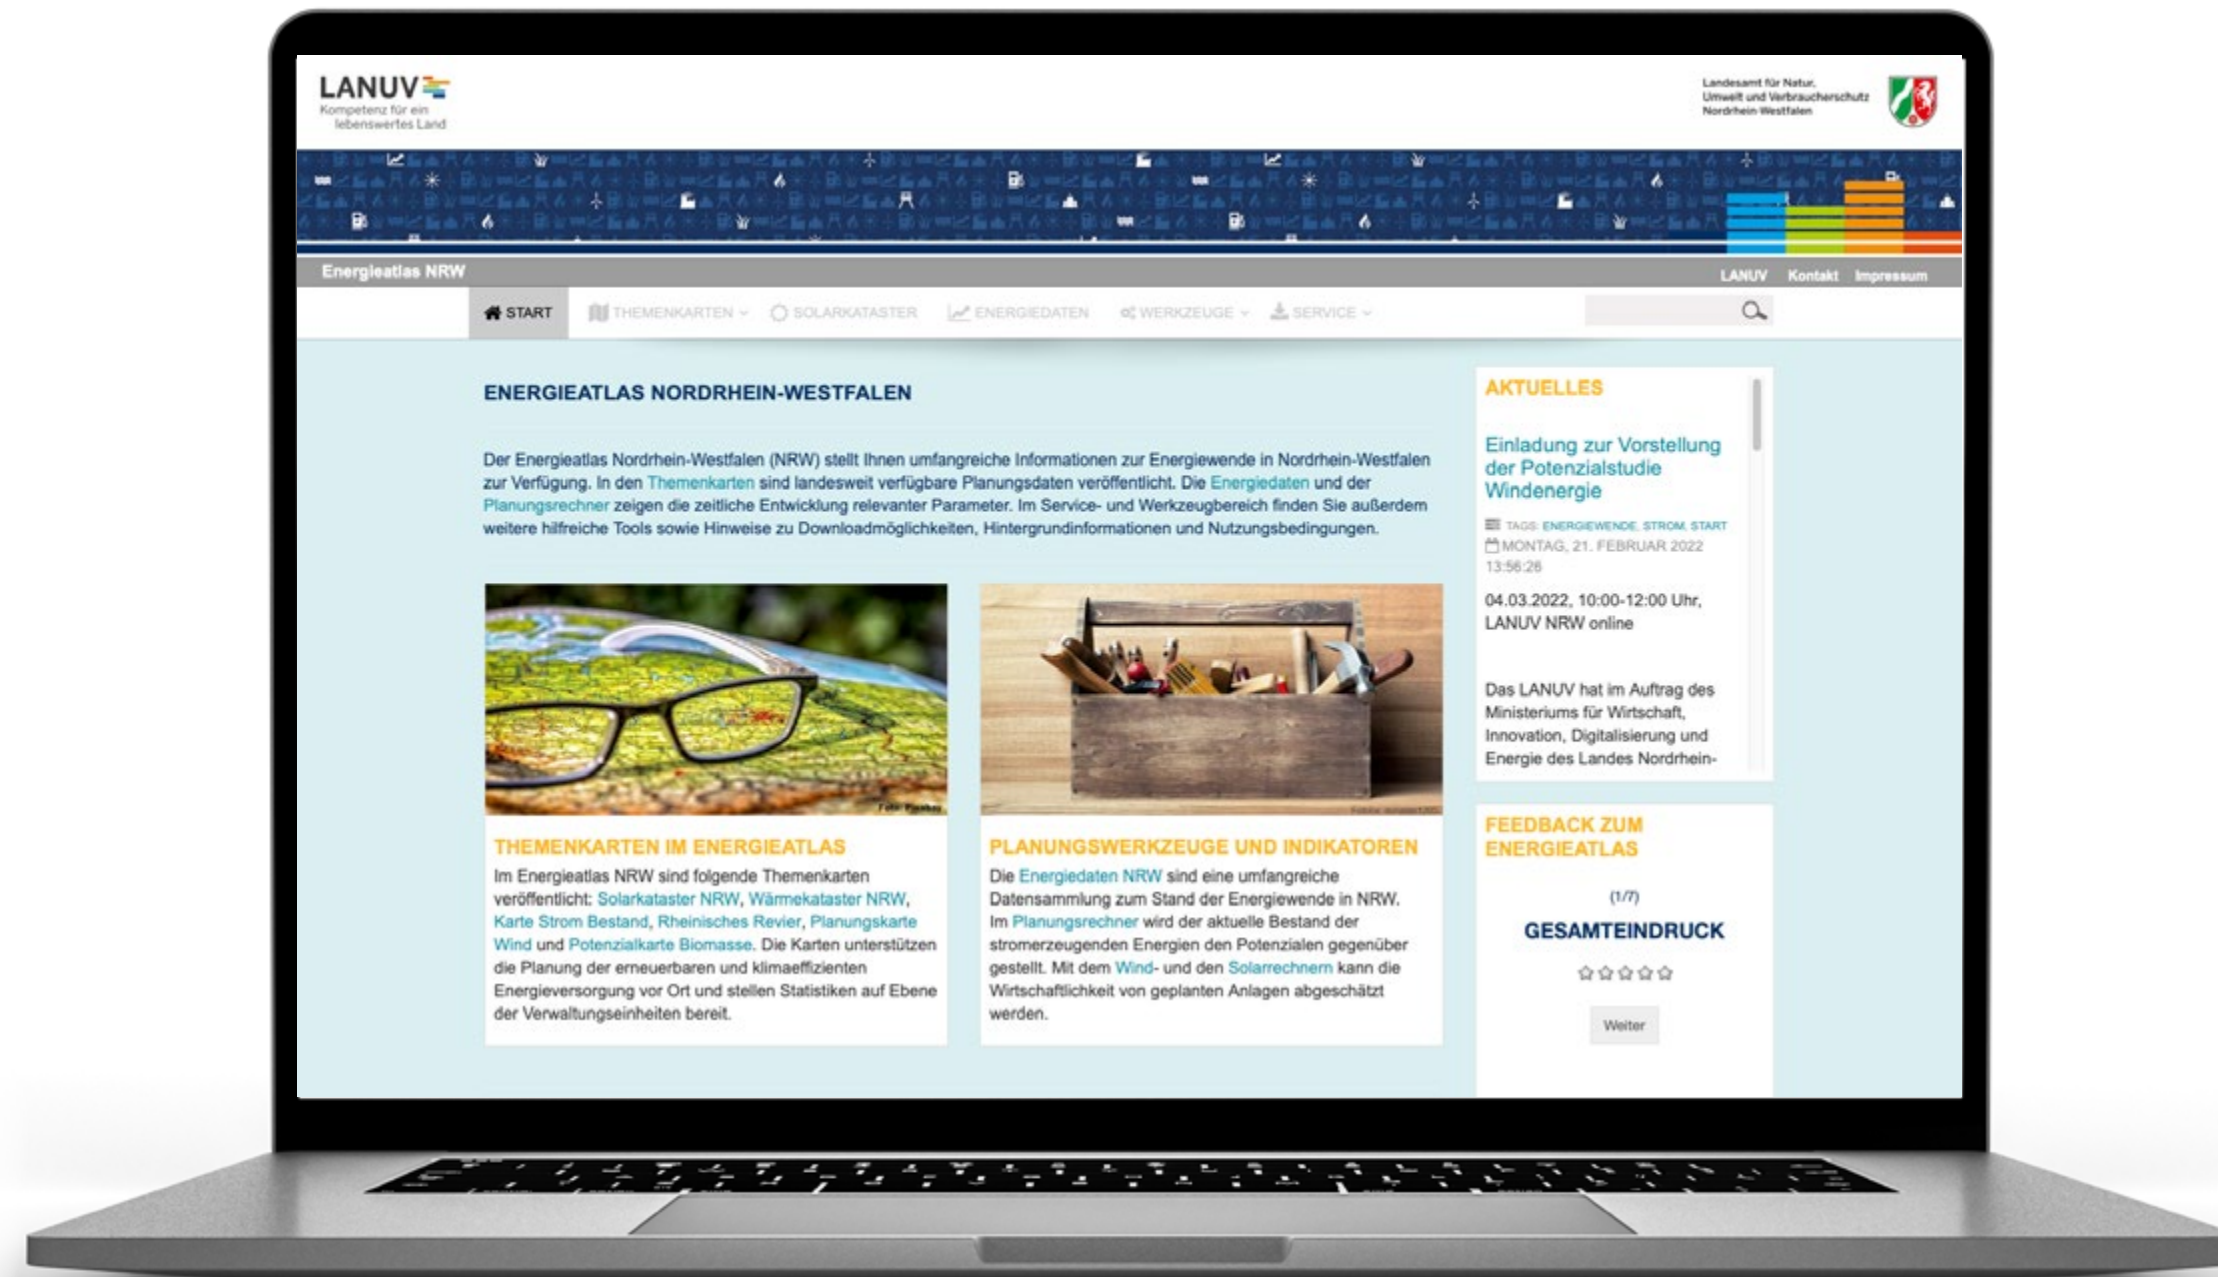 LANUV
Kompetenz für ein
lebenswertes Land
Landesamt für Natur,
Umwelt und Verbraucherschutz
Nordrhein-Westfalen
Energieatlas NRW
LANUV Kontakt Impressum
START THEMENKARTEN SOLARKATASTER ENERGIEDATEN WERKZEUGE SERVICE
ENERGIEATLAS NORDRHEIN-WESTFALEN
Der Energieatlas Nordrhein-Westfalen (NRW) stellt Ihnen umfangreiche Informationen zur Energiewende in Nordrhein-Westfalen
zur Verfügung. In den Themenkarten sind landesweit verfügbare Planungsdaten veröffentlicht. Die Energiedaten und der
Planungsrechner zeigen die zeitliche Entwicklung relevanter Parameter. Im Service- und Werkzeugbereich finden Sie außerdem
weitere hilfreiche Tools sowie Hinweise zu Downloadmöglichkeiten, Hintergrundinformationen und Nutzungsbedingungen.
Foto: Pixabay
THEMENKARTEN IM ENERGIEATLAS
Im Energieatlas NRW sind folgende Themenkarten
veröffentlicht: Solarkataster NRW, Wärmekataster NRW,
Karte Strom Bestand, Rheinisches Revier, Planungskarte
Wind und Potenzialkarte Biomasse. Die Karten unterstützen
die Planung der erneuerbaren und klimaeffizienten
Energieversorgung vor Ort und stellen Statistiken auf Ebene
der Verwaltungseinheiten bereit.
PLANUNGSWERKZEUGE UND INDIKATOREN
Die Energiedaten NRW sind eine umfangreiche
Datensammlung zum Stand der Energiewende in NRW.
Im Planungsrechner wird der aktuelle Bestand der
stromerzeugenden Energien den Potenzialen gegenüber
gestellt. Mit dem Wind- und den Solarrechnern kann die
Wirtschaftlichkeit von geplanten Anlagen abgeschätzt
werden.
AKTUELLES
Einladung zur Vorstellung
der Potenzialstudie
Windenergie
TAGS: ENERGIEWENDE, STROM, START
MONTAG, 21. FEBRUAR 2022
13:56:26
04.03.2022, 10:00-12:00 Uhr,
LANUV NRW online
Das LANUV hat im Auftrag des
Ministeriums für Wirtschaft,
Innovation, Digitalisierung und
Energie des Landes Nordrhein-
FEEDBACK ZUM
ENERGIEATLAS
(1/7)
GESAMTEINDRUCK
Weiter